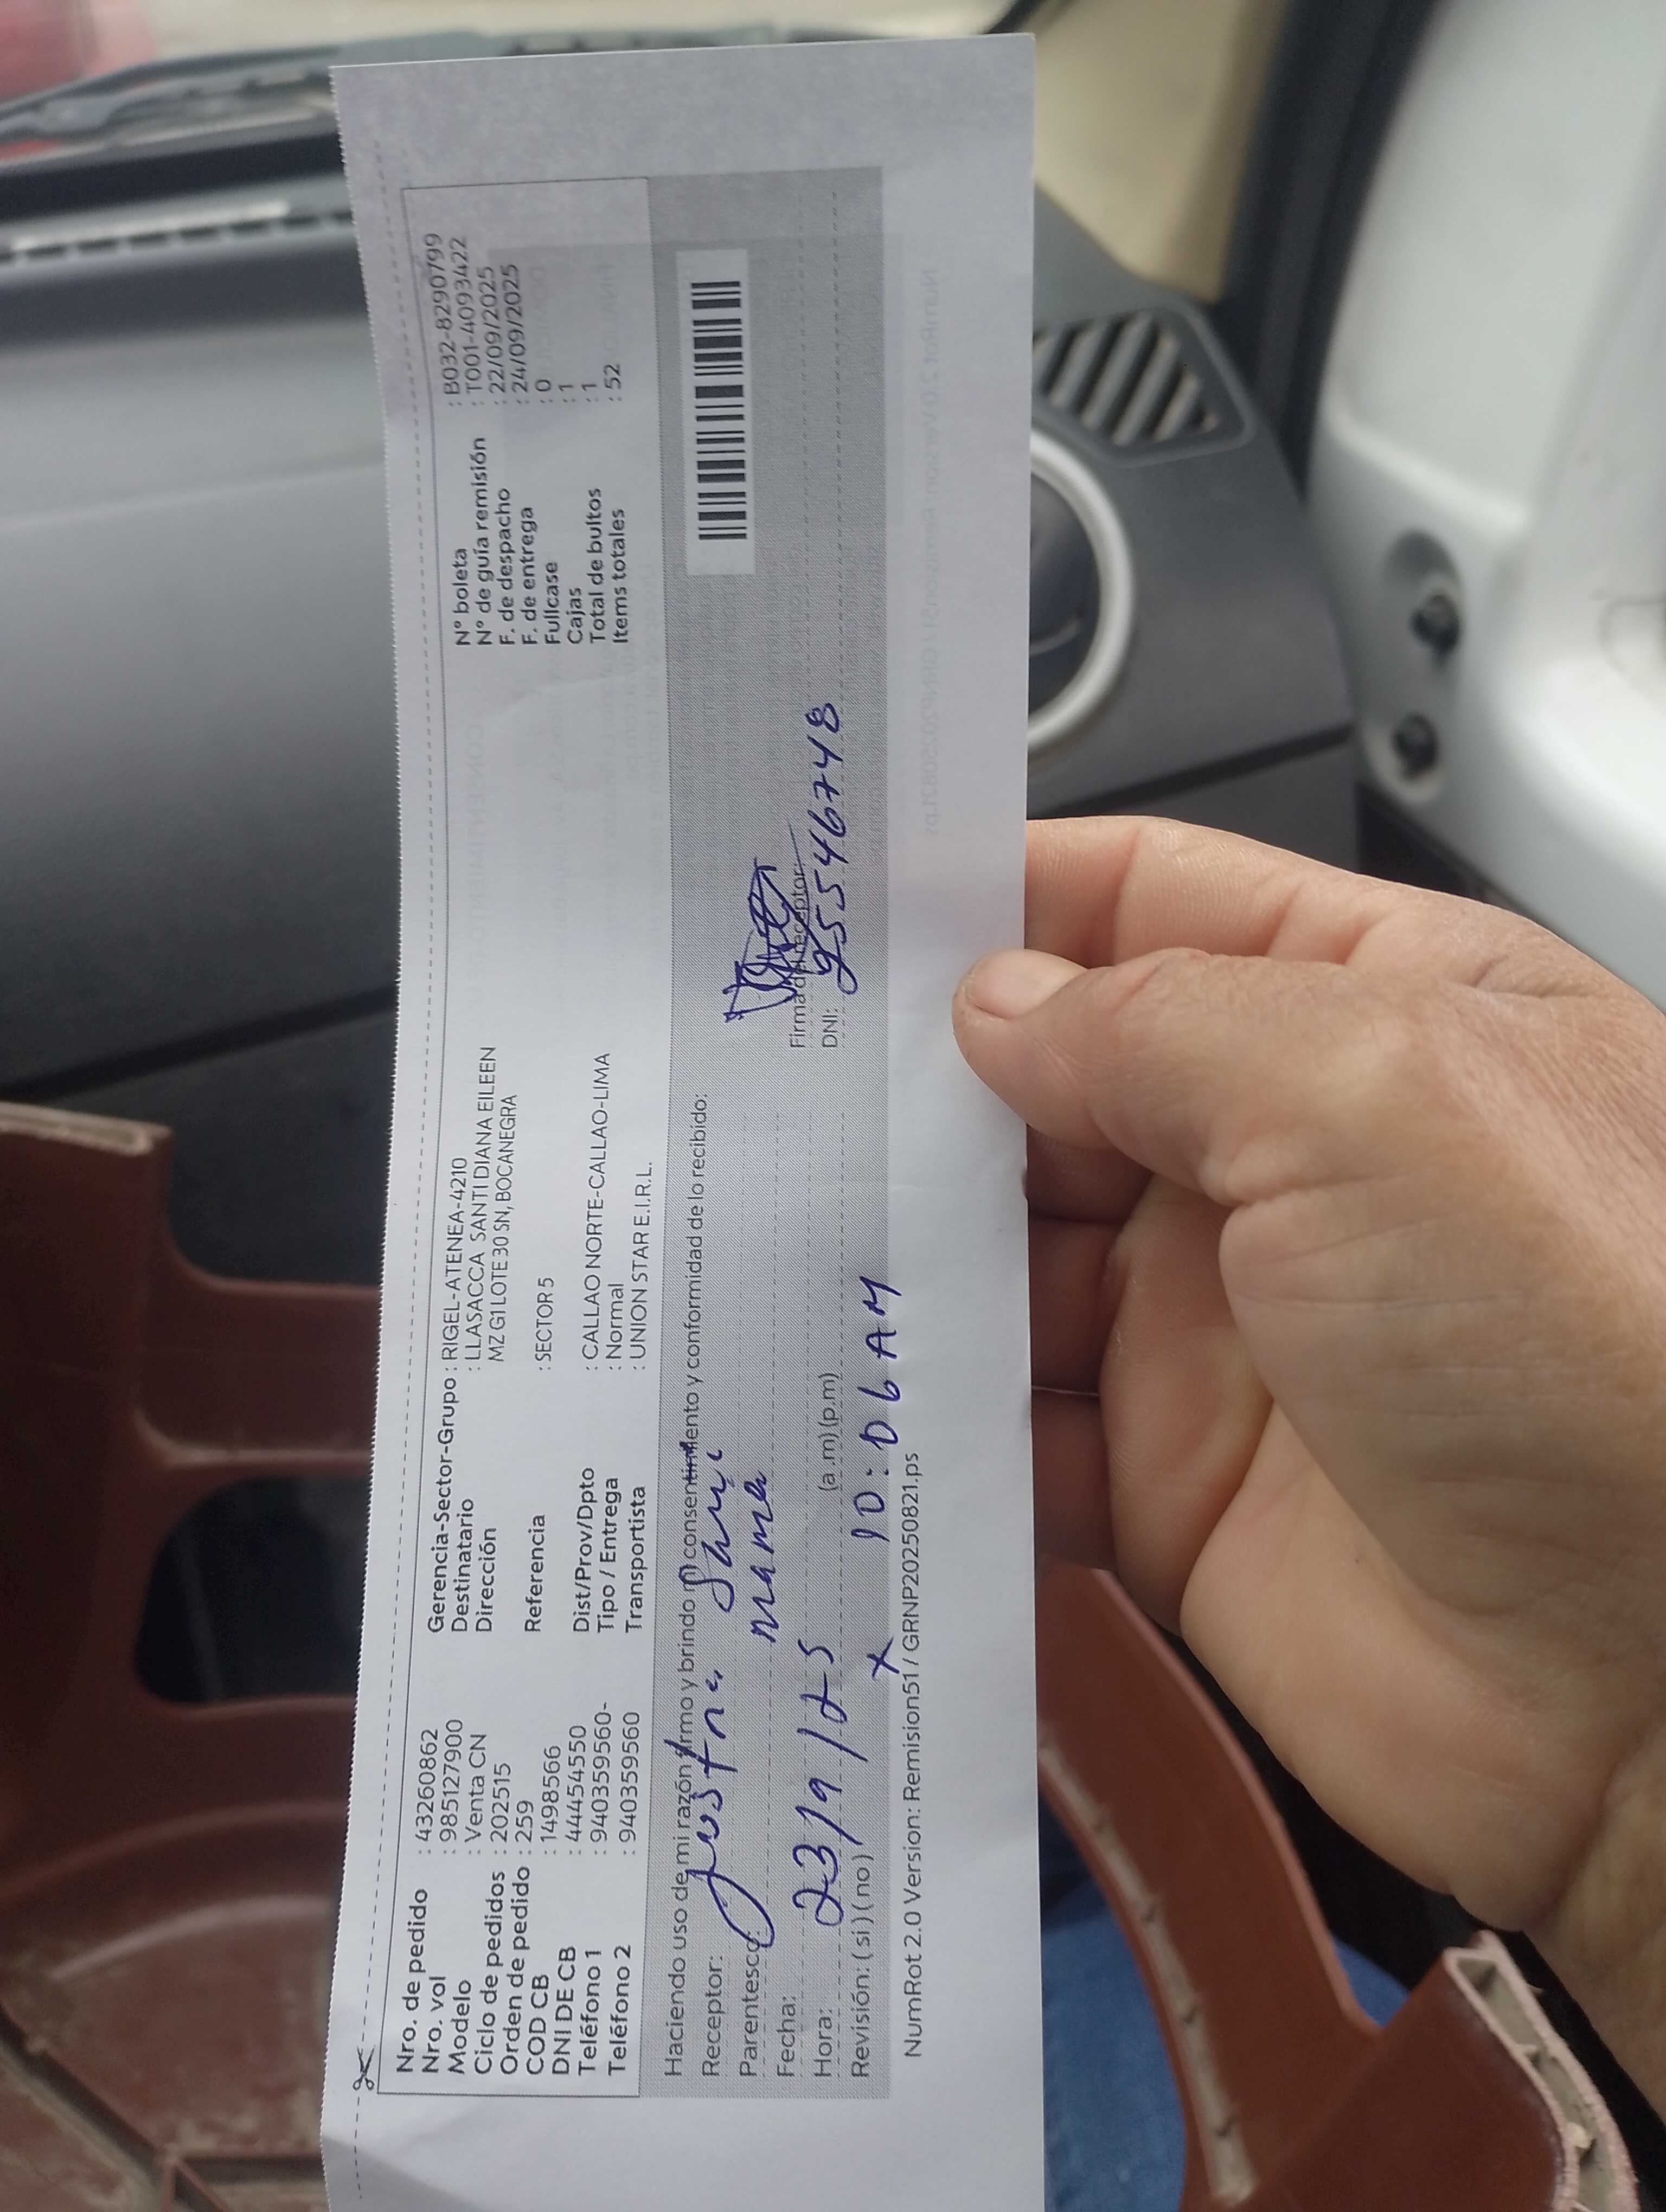 Nro. de pedido : 43260862
Nro. vol : 985127900
Modelo : Venta CN
Ciclo de pedidos : 202515
Orden de pedido : 259
COD CB : 1498566
DNI DE CB : 44454550
Teléfono 1 : 940359560-
Teléfono 2 : 940359560
Gerencia-Sector-Grupo : RIGEL-ATENEA-4210
Destinatario : LLASACCA SANTI DIANA EILEEN
Dirección MZ G1 LOTE 30 SN, BOCANEGRA
Referencia : SECTOR 5
Dist/Prov/Dpto : CALLAO NORTE-CALLAO-LIMA
Tipo / Entrega : Normal
Transportista : UNION STAR E.I.R.L.
N° boleta : B032-8290799
N° de guía remisión : T001-4093422
F. de despacho : 22/09/2025
F. de entrega : 24/09/2025
Fullcase : 0
Cajas : 1
Total de bultos : 1
Items totales : 52
Haciendo uso de mi razón firmo y brindo mi consentimiento y conformidad de lo recibido:
Receptor:
Parentesco: mama
Fecha: 23/9/25
Hora: (a.m) (p.m)
Revisión: (si) (no) X 10:06 AM
Firma del receptor:
DNI: 25546748
NumRot 2.0 Version: Remision51 / GRNP20250821.ps